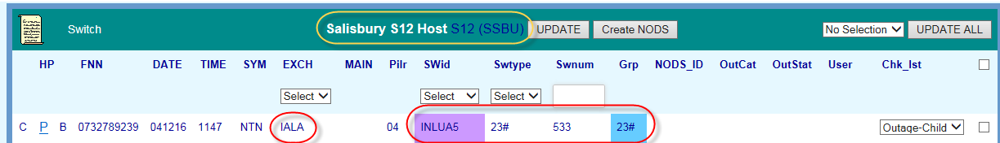 Switch Salisbury S12 Host S12 (SSBU) UPDATE Create NODS No Selection UPDATE ALL
HP FNN DATE TIME SYM EXCH MAIN Pilr SWid Swtype Swnum Grp NODS_ID OutCat OutStat User Chk_lst
Select Select Select
C P B 0732789239 041216 1147 NTN IALA 04 INLUA5 23# 533 23# Outage-Child